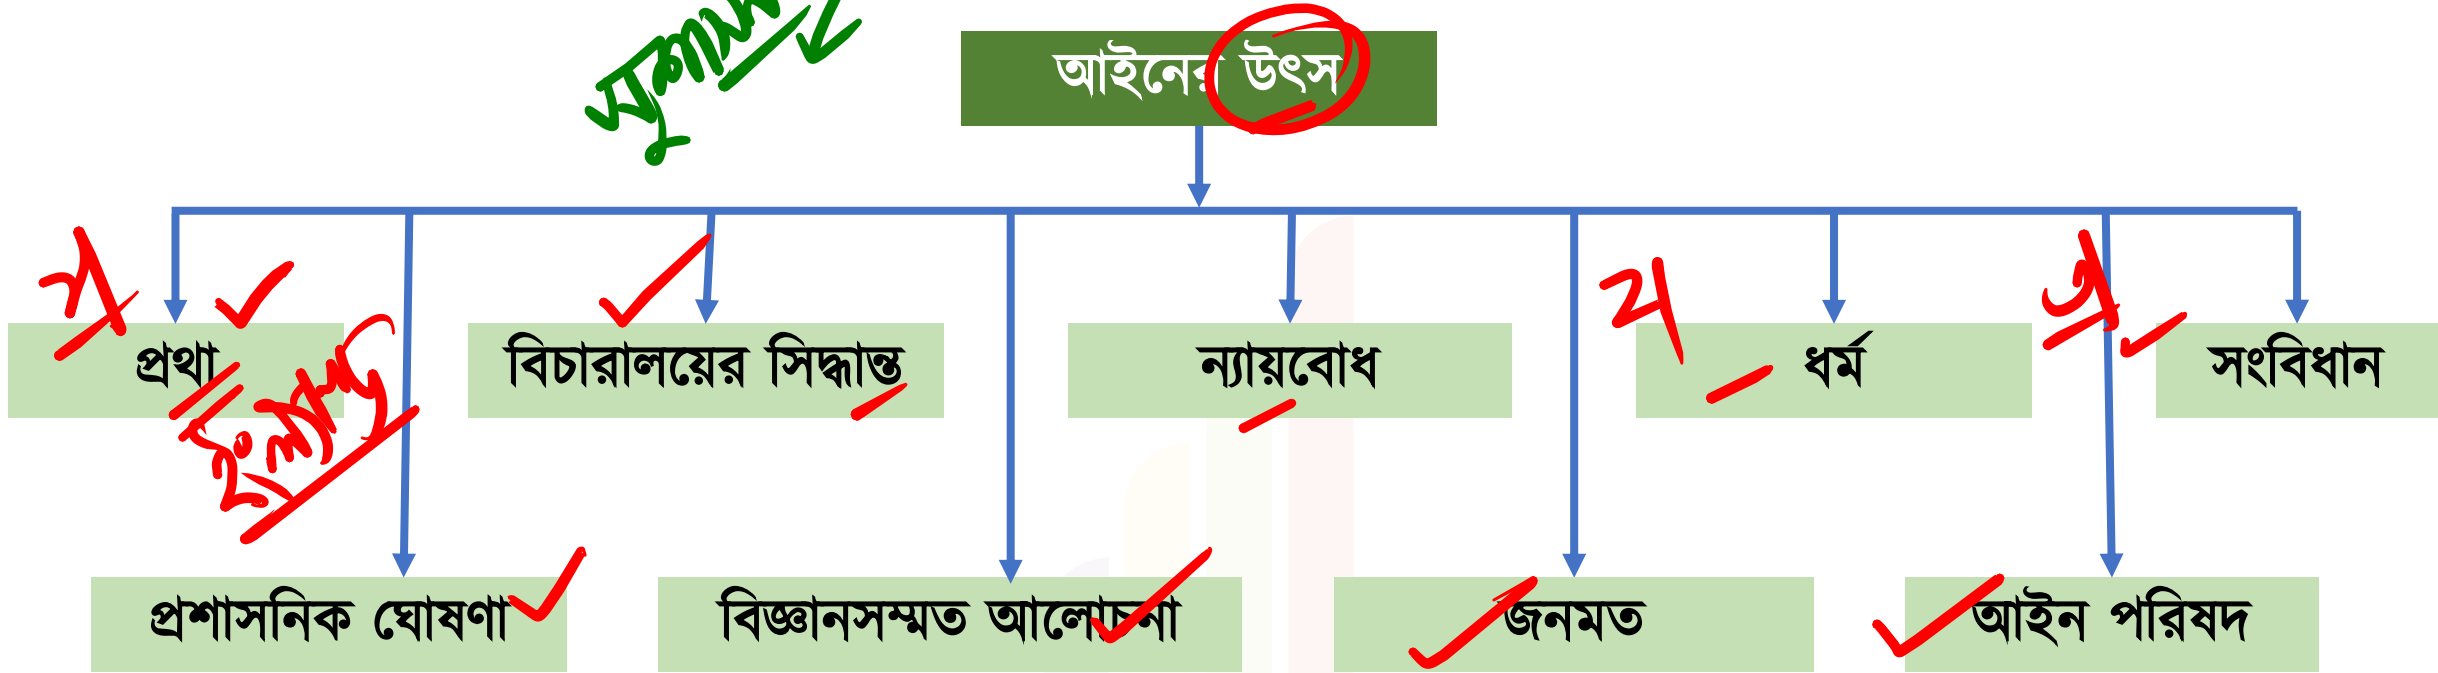 আইনের উৎস
প্রথা
বিচারালয়ের সিদ্ধান্ত
ন্যায়বোধ
ধর্ম
সংবিধান
প্রশাসনিক ঘোষণা
বিজ্ঞানসম্মত আলোচনা
জনমত
আইন পরিষদ